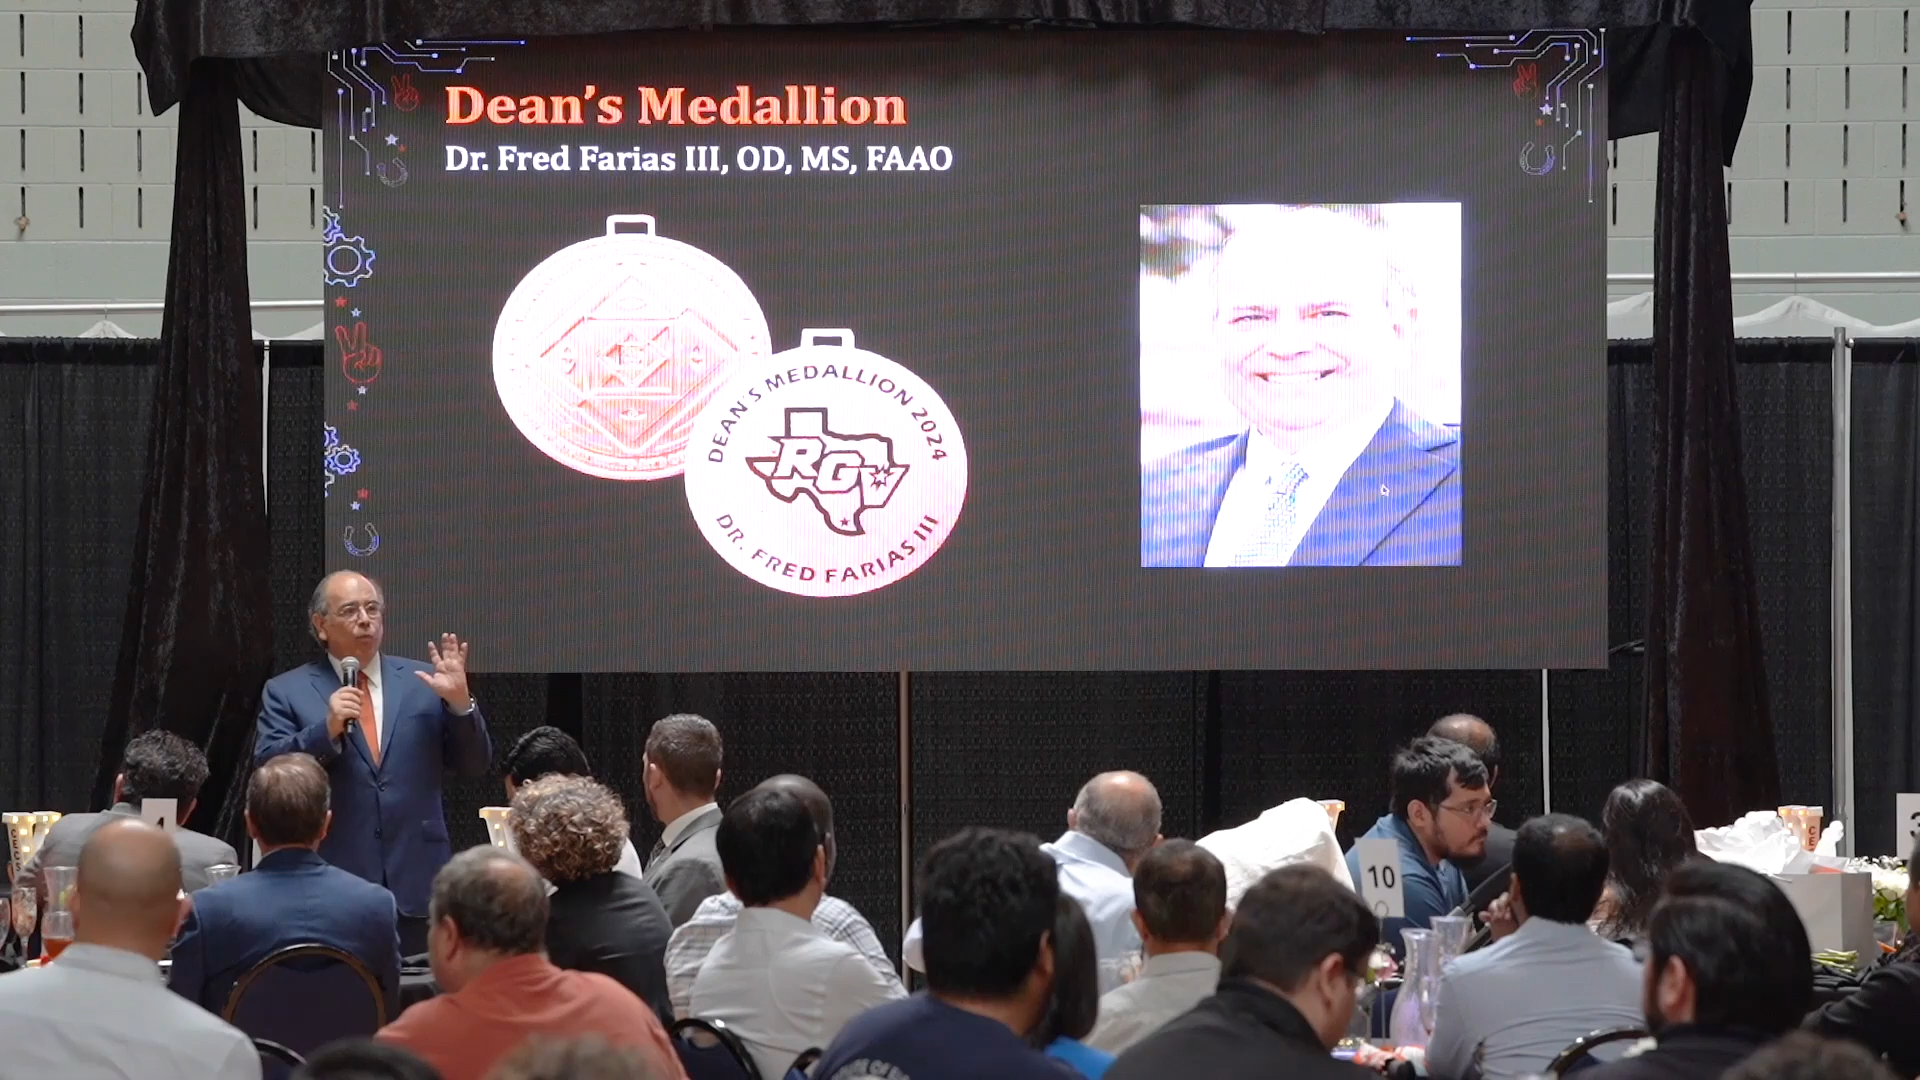 Dean's Medallion
Dr. Fred Farias III, OD, MS, FAAO
DEAN'S MEDALLION 2024
RGV
DR. FRED FARIAS III
10